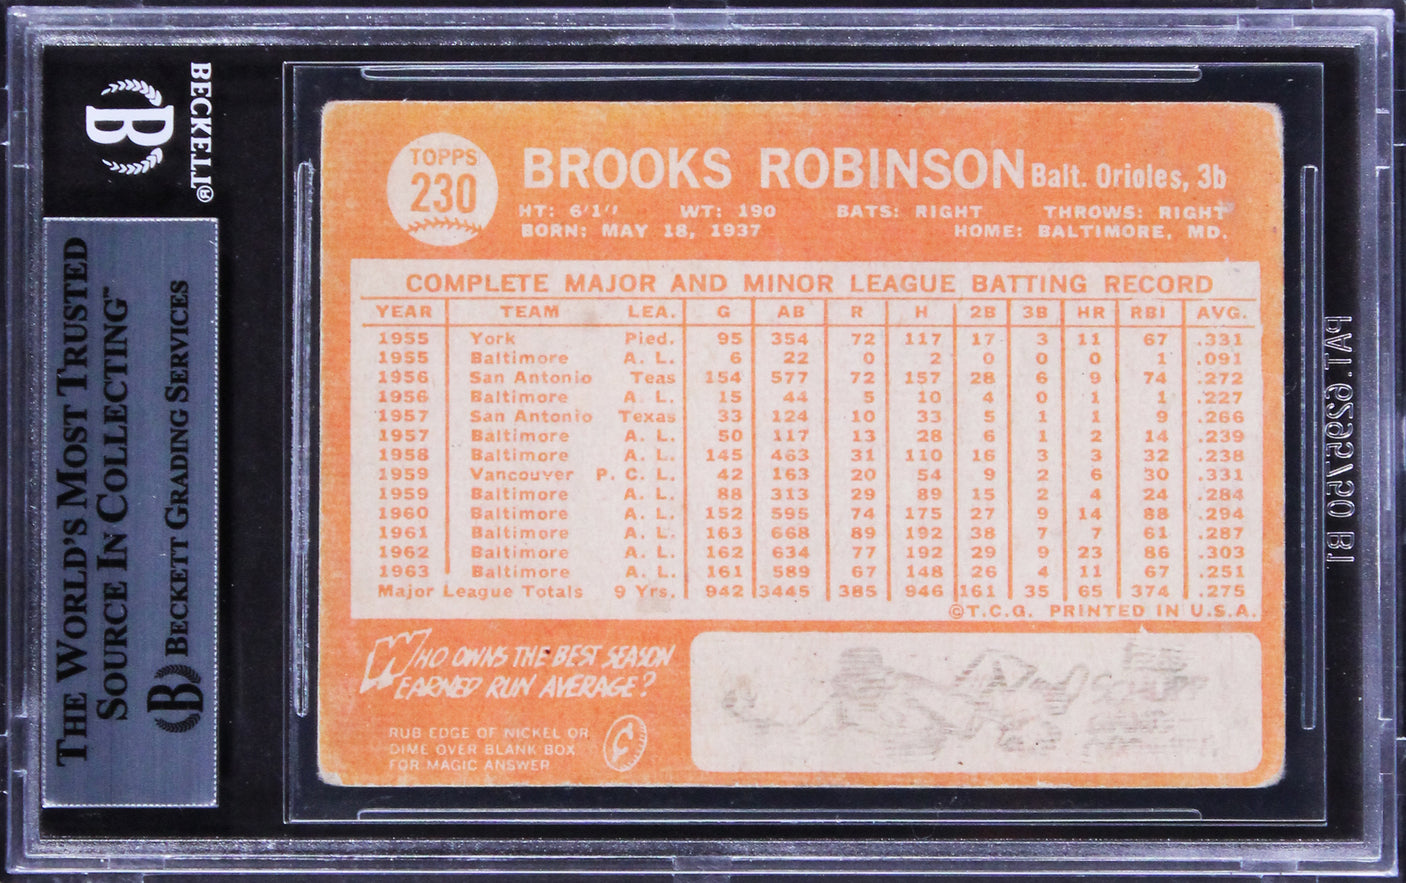 BECKETT®
B
THE WORLD'S MOST TRUSTED
SOURCE IN COLLECTING™
B BECKETT GRADING SERVICES
TOPPS
230
BROOKS ROBINSON Balt. Orioles, 3b
HT: 6'1" WT: 190 BATS: RIGHT THROWS: RIGHT
BORN: MAY 18, 1937 HOME: BALTIMORE, MD.
COMPLETE MAJOR AND MINOR LEAGUE BATTING RECORD
YEAR TEAM LEA. G AB R H 2B 3B HR RBI AVG.
1955 York Pied. 95 354 72 117 17 3 11 67 .331
1955 Baltimore A. L. 6 22 0 2 0 0 0 1 .091
1956 San Antonio Teas 154 577 72 157 28 6 9 74 .272
1956 Baltimore A. L. 15 44 5 10 4 0 1 1 .227
1957 San Antonio Texas 33 124 10 33 5 1 1 9 .266
1957 Baltimore A. L. 50 117 13 28 6 1 2 14 .239
1958 Baltimore A. L. 145 463 31 110 16 3 3 32 .238
1959 Vancouver P. C. L. 42 163 20 54 9 2 6 30 .331
1959 Baltimore A. L. 88 313 29 89 15 2 4 24 .284
1960 Baltimore A. L. 152 595 74 175 27 9 14 88 .294
1961 Baltimore A. L. 163 668 89 192 38 7 7 61 .287
1962 Baltimore A. L. 162 634 77 192 29 9 23 86 .303
1963 Baltimore A. L. 161 589 67 148 26 4 11 67 .251
Major League Totals 9 Yrs. 942 3445 385 946 161 35 65 374 .275
©T.C.G. PRINTED IN U.S.A.
WHO OWNS THE BEST SEASON
EARNED RUN AVERAGE?
RUB EDGE OF NICKEL OR
DIME OVER BLANK BOX
FOR MAGIC ANSWER